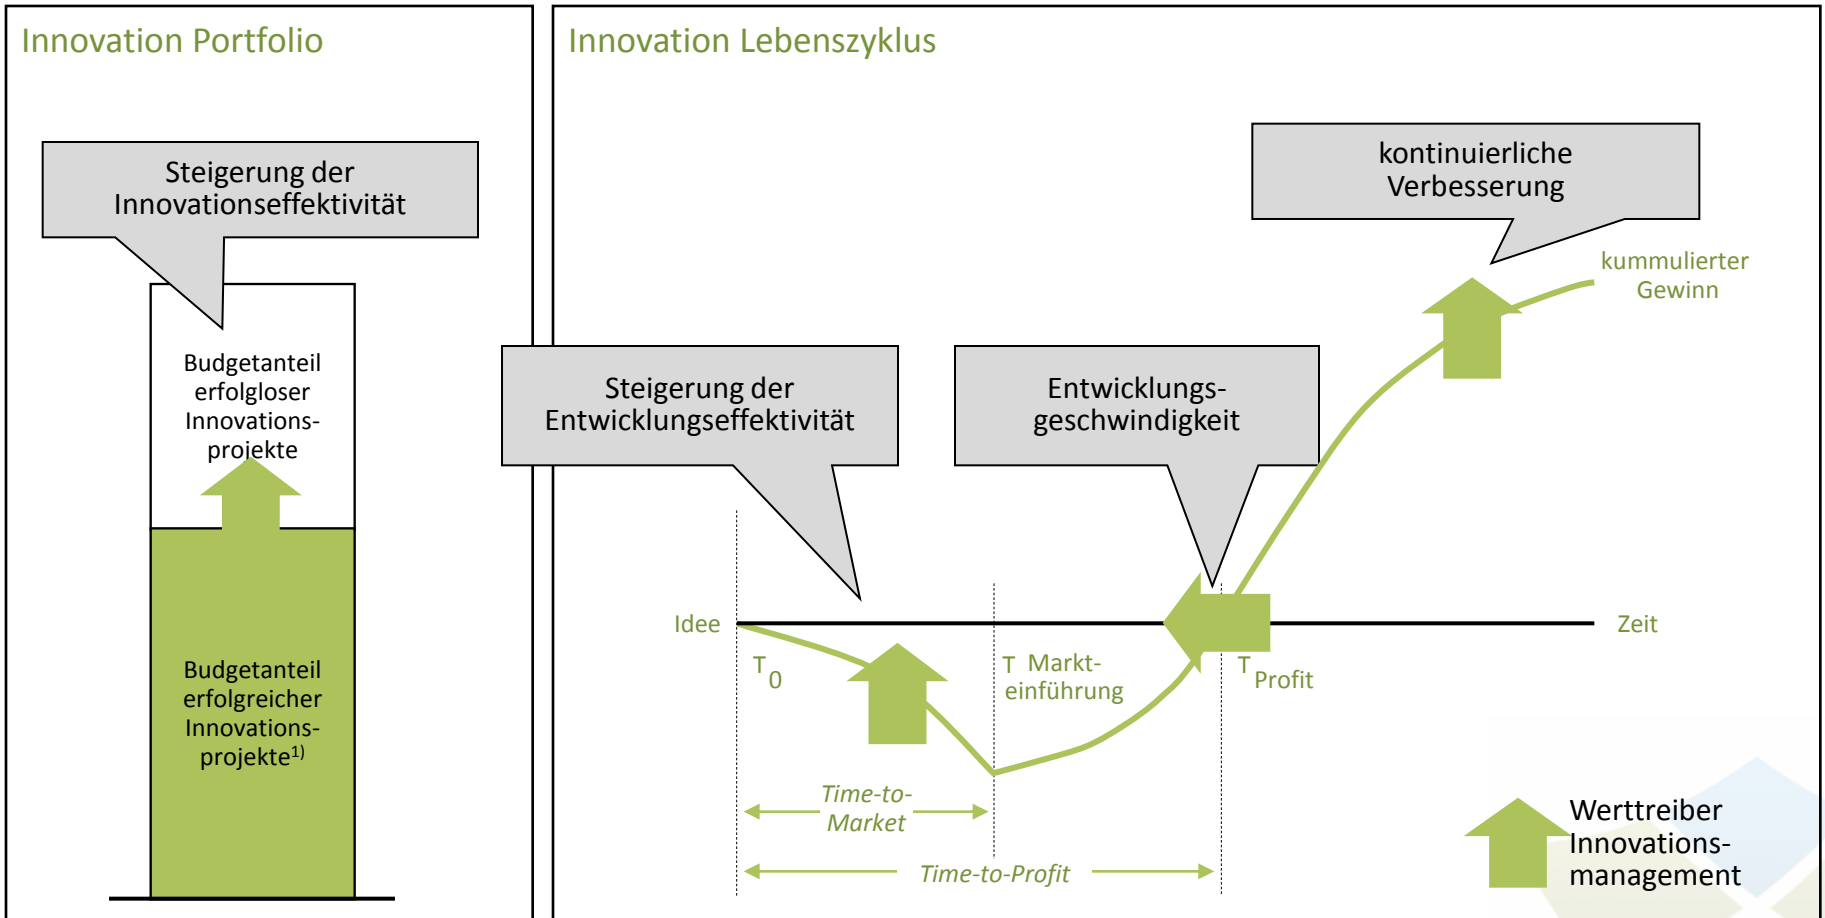 Innovation Portfolio
Steigerung der
Innovationseffektivität
Budgetanteil
erfolgloser
Innovations-
projekte
Budgetanteil
erfolgreicher
Innovations-
projekte1)
Innovation Lebenszyklus
kontinuierliche
Verbesserung
kummulierter
Gewinn
Steigerung der
Entwicklungseffektivität
Entwicklungs-
geschwindigkeit
Idee
Zeit
T0
T Markt-
einführung
TProfit
Time-to-
Market
Time-to-Profit
Werttreiber
Innovations-
management